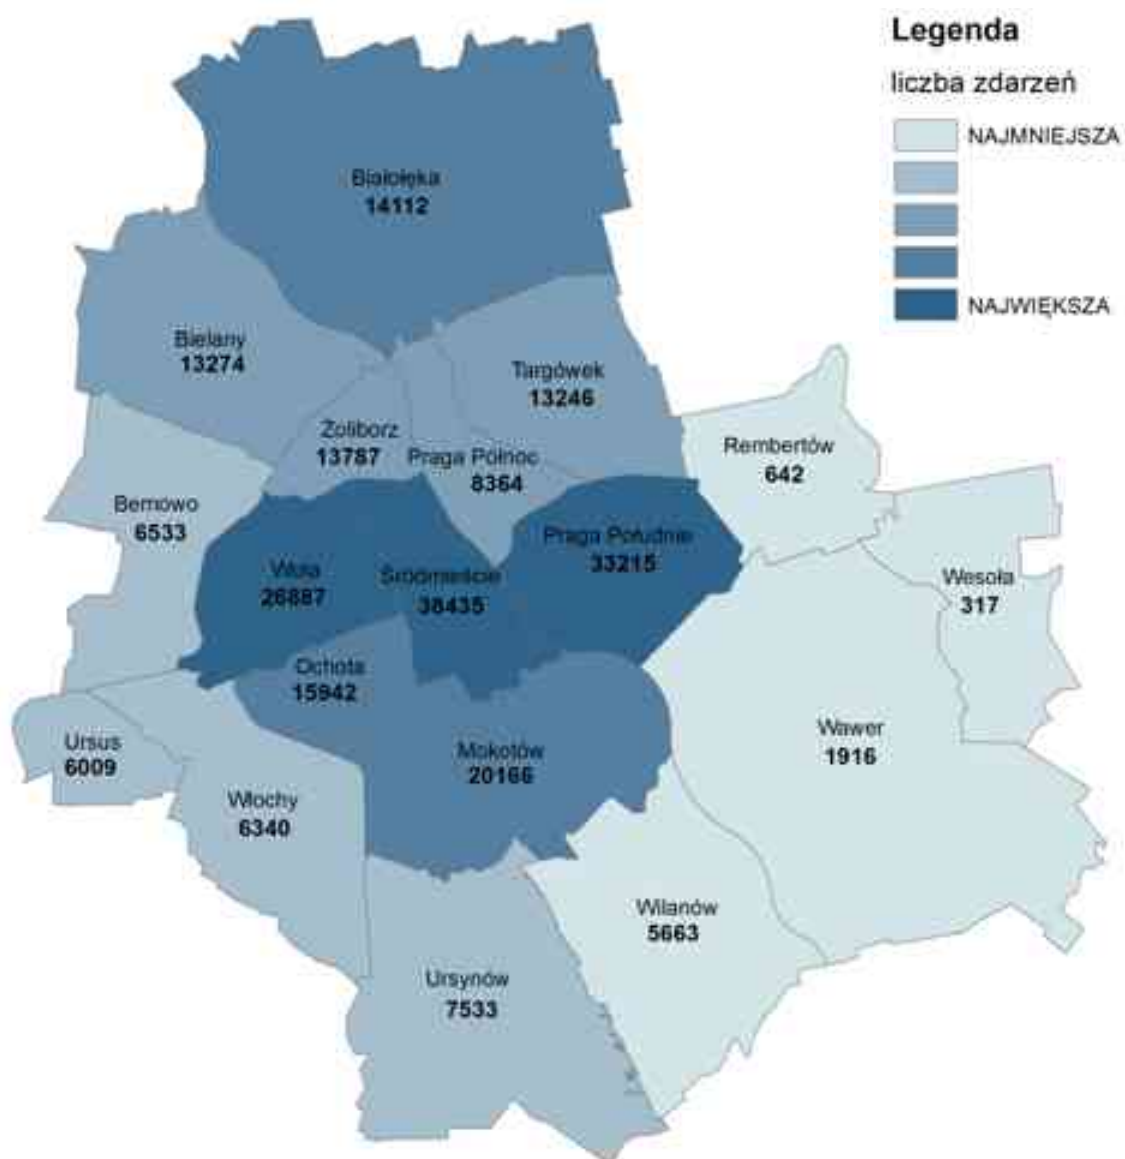 Legenda
liczba zdarzeń
NAJMNIEJSZA
NAJWIĘKSZA
Białołęka
14112
Bielany
13274
Targówek
13246
Żoliborz
13787
Praga Północ
8364
Rembertów
642
Bemowo
6533
Praga Południe
33215
Wola
26887
Śródmieście
38435
Wesoła
317
Ochota
15942
Ursus
6009
Mokotów
20166
Wawer
1916
Włochy
6340
Wilanów
5663
Ursynów
7533